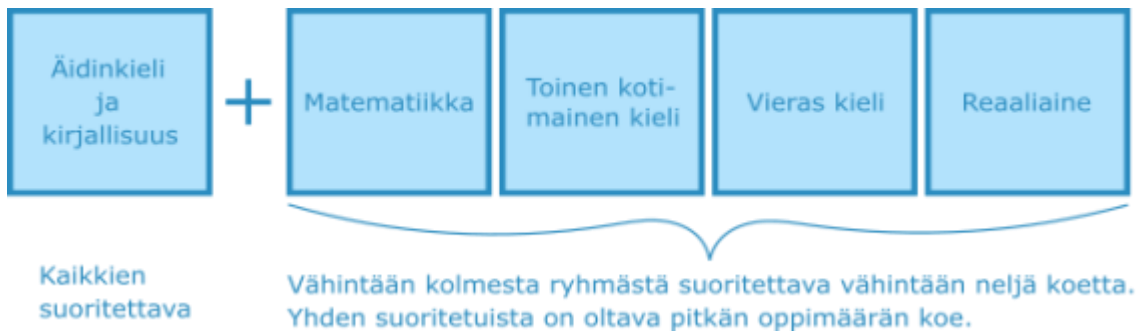 Äidinkieli
ja
kirjallisuus
+
Matematiikka
Toinen koti-
mainen kieli
Vieras kieli
Reaaliaine
Kaikkien
suoritettava
Vähintään kolmesta ryhmästä suoritettava vähintään neljä koetta.
Yhden suoritetuista on oltava pitkän oppimäärän koe.